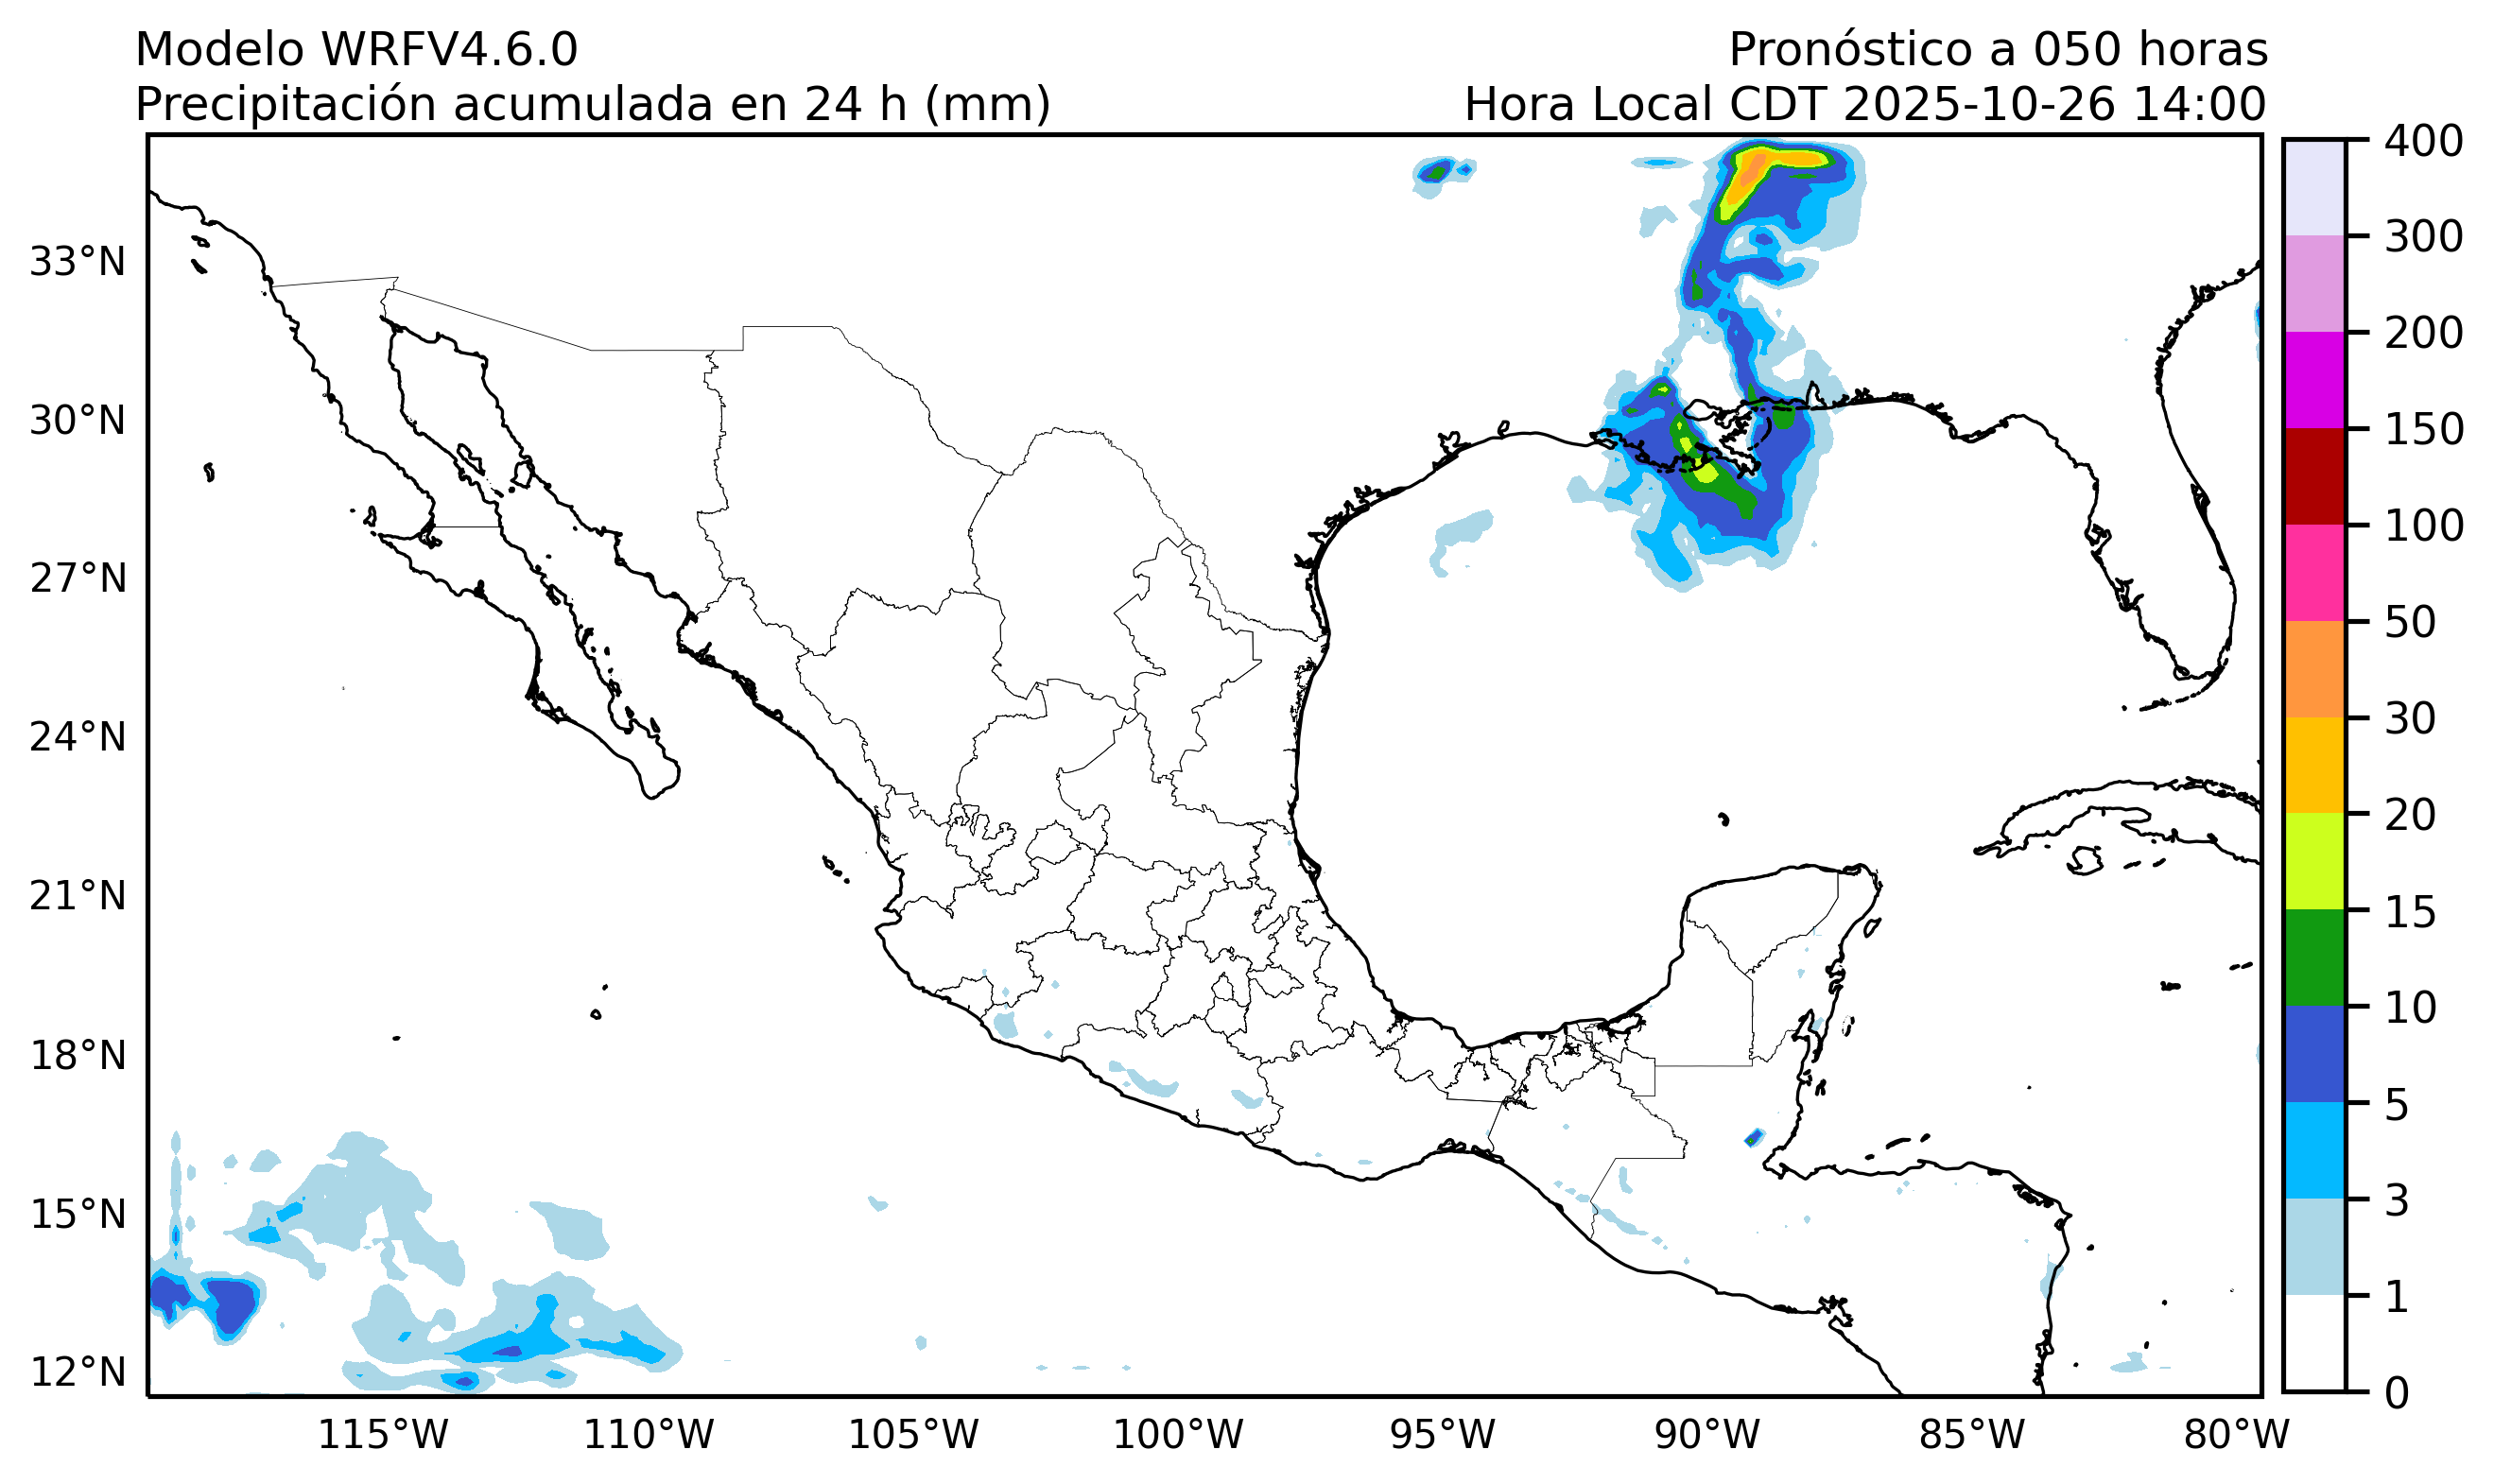 Modelo WRFV4.6.0
Pronóstico a 050 horas
Precipitación acumulada en 24 h (mm)
Hora Local CDT 2025-10-26 14:00
33°N
30°N
27°N
24°N
21°N
18°N
15°N
12°N
115°W
110°W
105°W
100°W
95°W
90°W
85°W
80°W
400
300
200
150
100
50
30
20
15
10
5
3
1
0